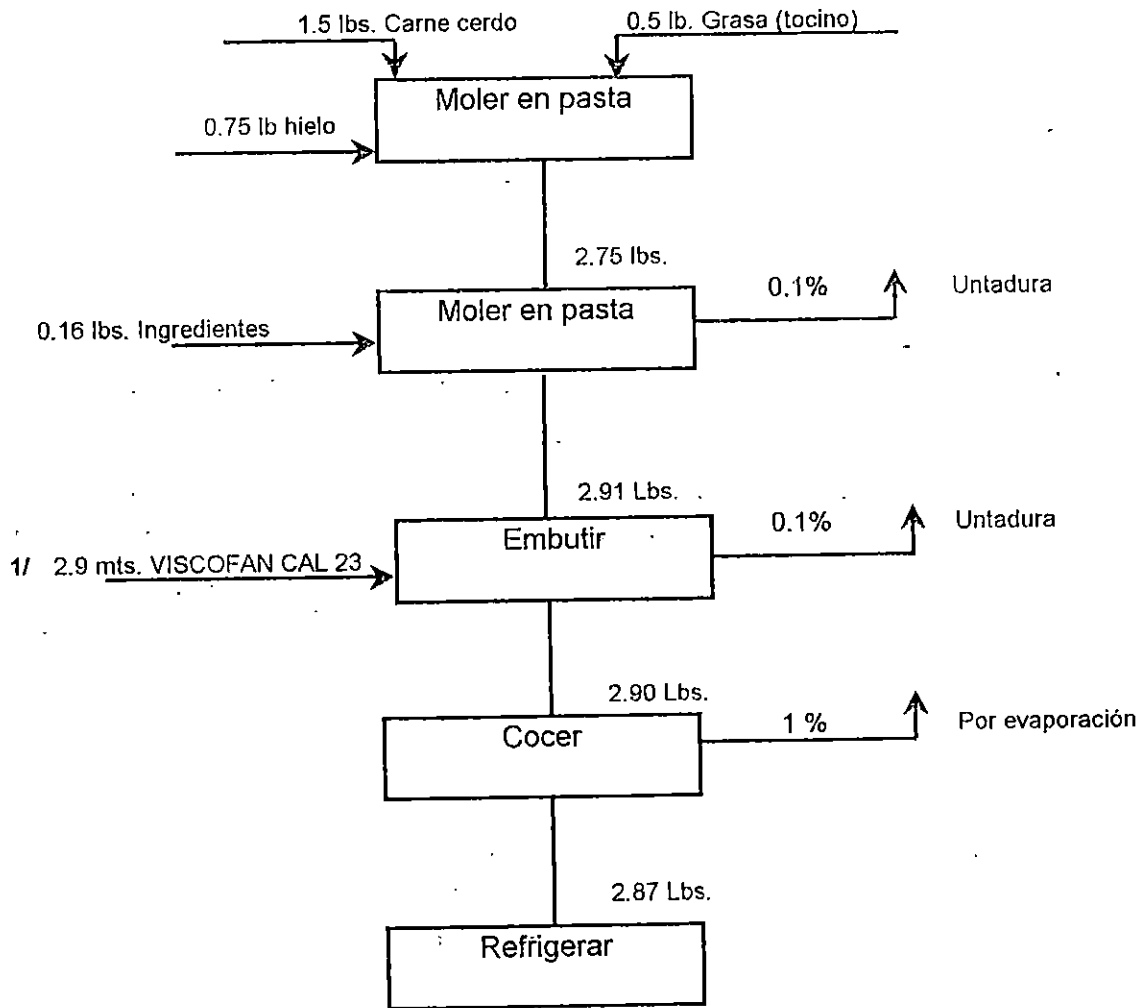 1.5 lbs. Carne cerdo
0.5 lb. Grasa (tocino)
Moler en pasta
0.75 lb hielo
2.75 lbs.
Moler en pasta
0.1%
Untadura
0.16 lbs. Ingredientes
2.91 Lbs.
Embutir
0.1%
Untadura
1/ 2.9 mts. VISCOFAN CAL 23
2.90 Lbs.
Cocer
1 %
Por evaporación
2.87 Lbs.
Refrigerar